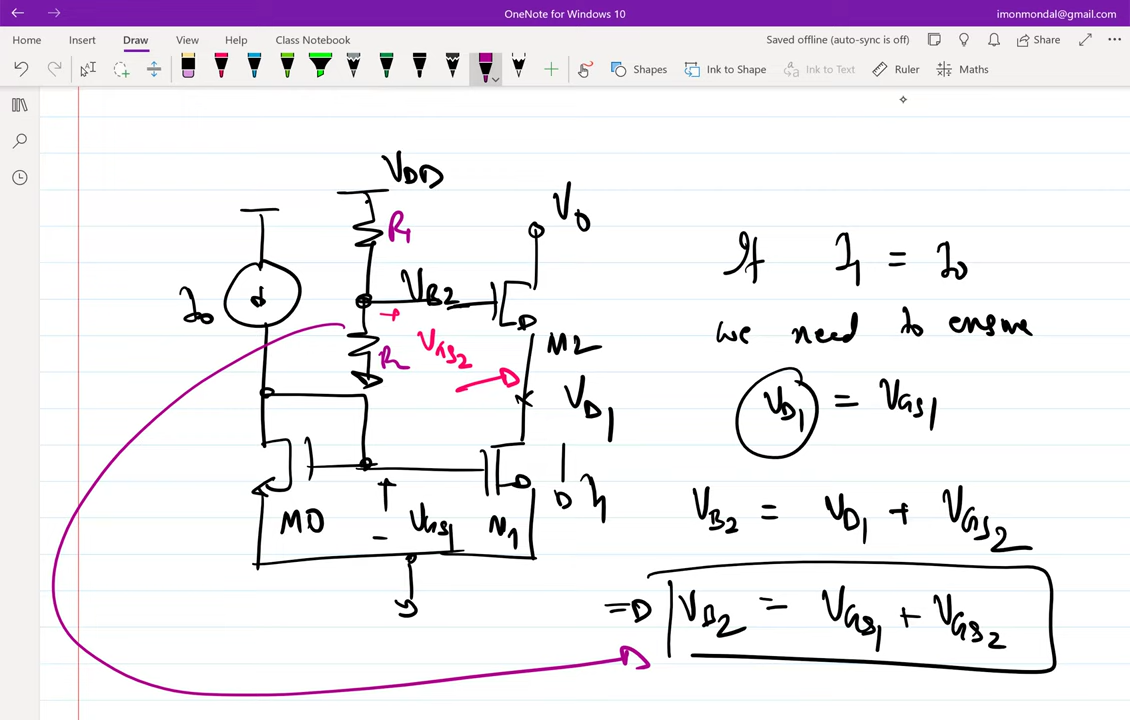 OneNote for Windows 10
imonmondal@gmail.com
Home Insert Draw View Help Class Notebook
Saved offline (auto-sync is off) Share
Shapes Ink to Shape Ink to Text Ruler Maths
VDD
R1
V0
I0
VB2
+
VGS2
R2
M2
VD1
M0
+
-
VGS1
M1
I1
If I1 = I0
we need to ensure
VD1 = VGS1
VB2 = VD1 + VGS2
=> VB2 = VGS1 + VGS2